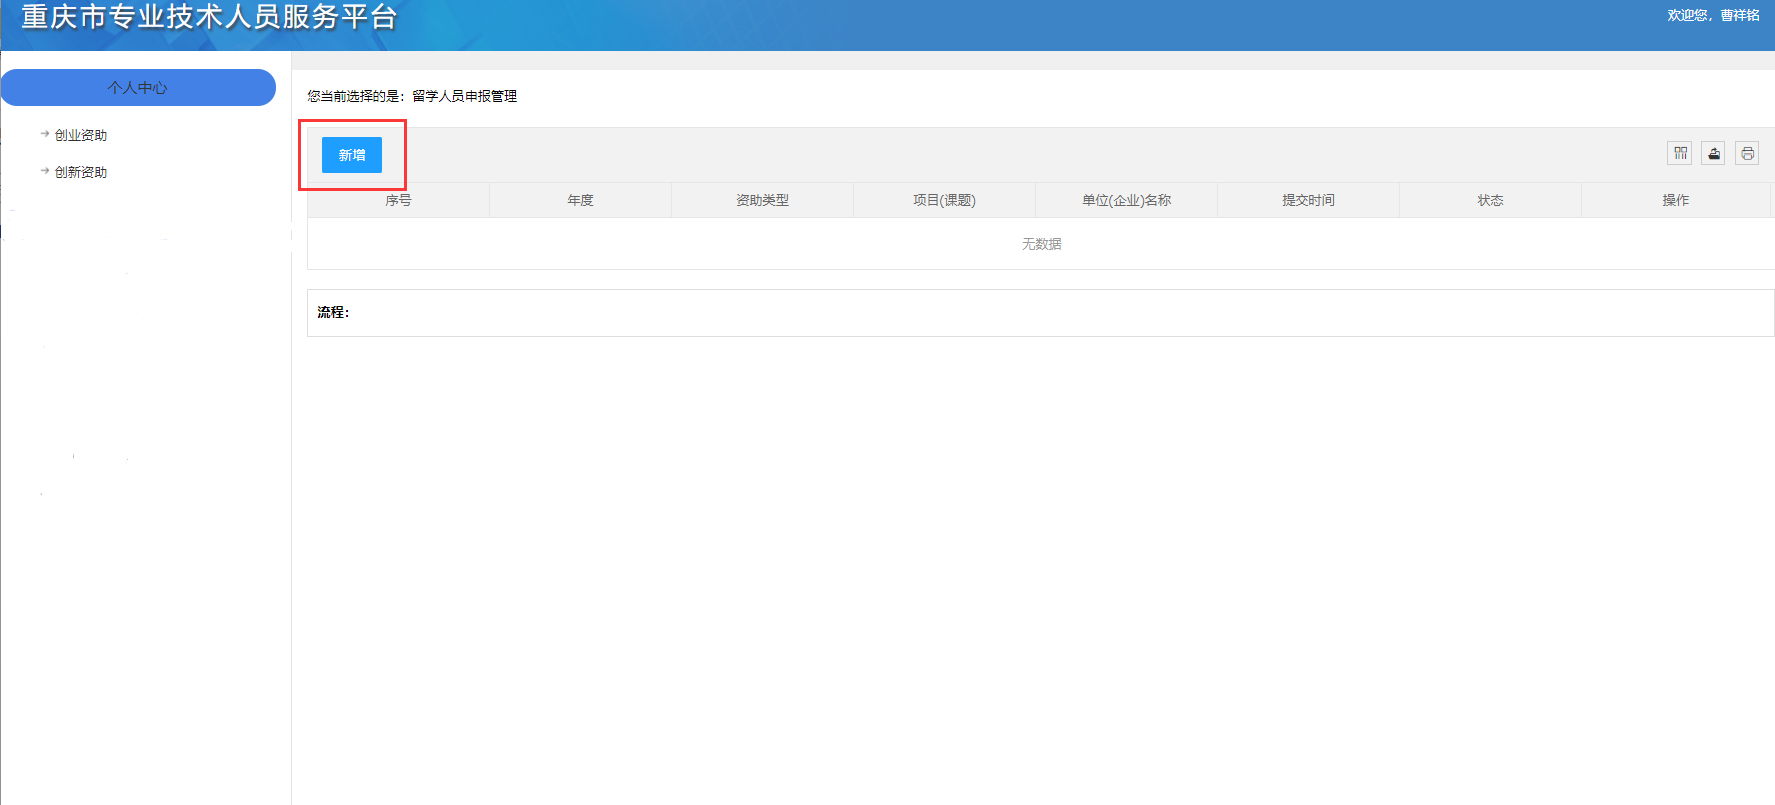 重庆市专业技术人员服务平台
欢迎您，曹祥铭
个人中心
创业资助
创新资助
您当前选择的是：留学人员申报管理
新增
序号 年度 资助类型 项目(课题) 单位(企业)名称 提交时间 状态 操作
无数据
流程：